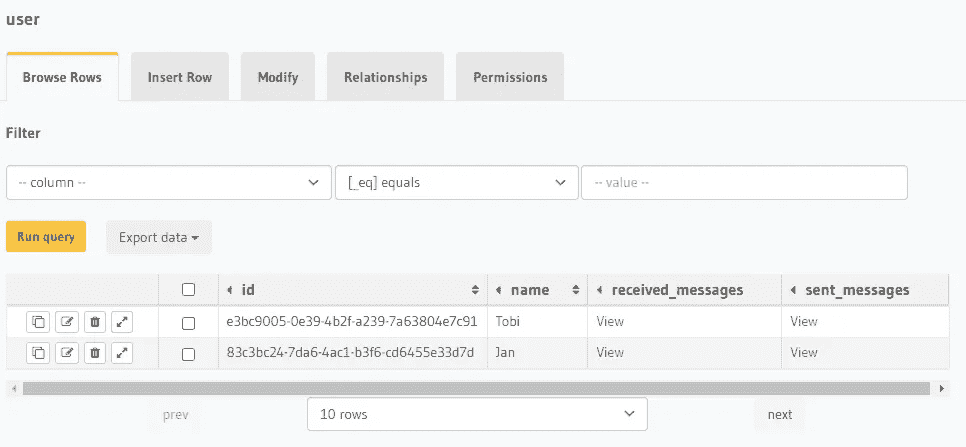 user
Browse Rows Insert Row Modify Relationships Permissions
Filter
-- column -- [_eq] equals -- value --
Run query Export data
id name received_messages sent_messages
e3bc9005-0e39-4b2f-a239-7a63804e7c91 Tobi View View
83c3bc24-7da6-4ac1-b3f6-cd6455e33d7d Jan View View
prev 10 rows next